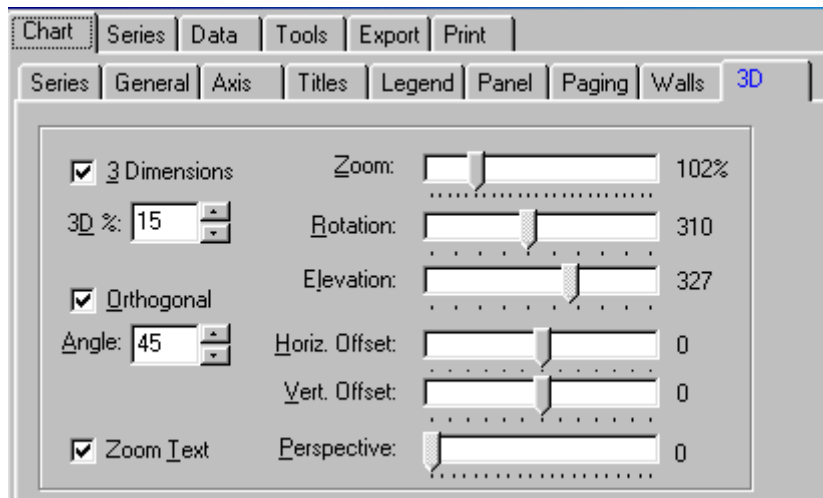 Chart Series Data Tools Export Print
Series General Axis Titles Legend Panel Paging Walls 3D
3 Dimensions Zoom: 102%
3D %: 15 Rotation: 310
Elevation: 327
Orthogonal
Angle: 45 Horiz. Offset: 0
Vert. Offset: 0
Zoom Text Perspective: 0